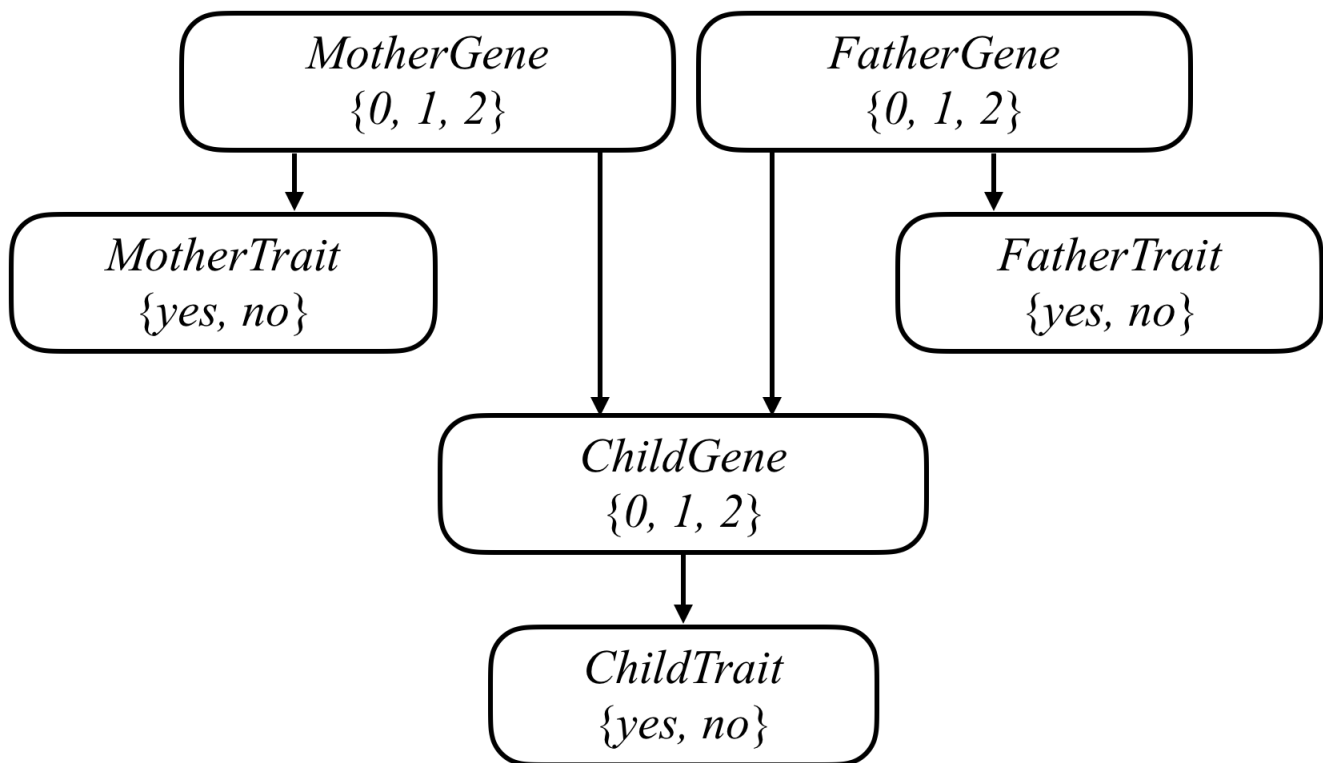 MotherGene
{0, 1, 2}
FatherGene
{0, 1, 2}
MotherTrait
{yes, no}
FatherTrait
{yes, no}
ChildGene
{0, 1, 2}
ChildTrait
{yes, no}